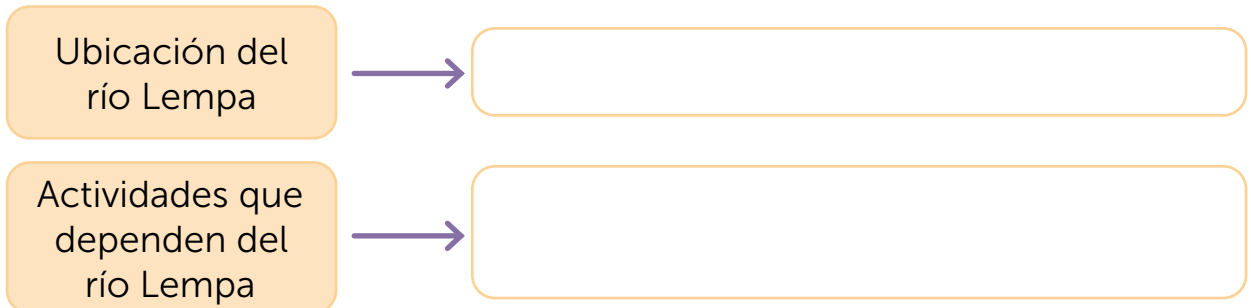 Ubicación del
río Lempa
Actividades que
dependen del
río Lempa